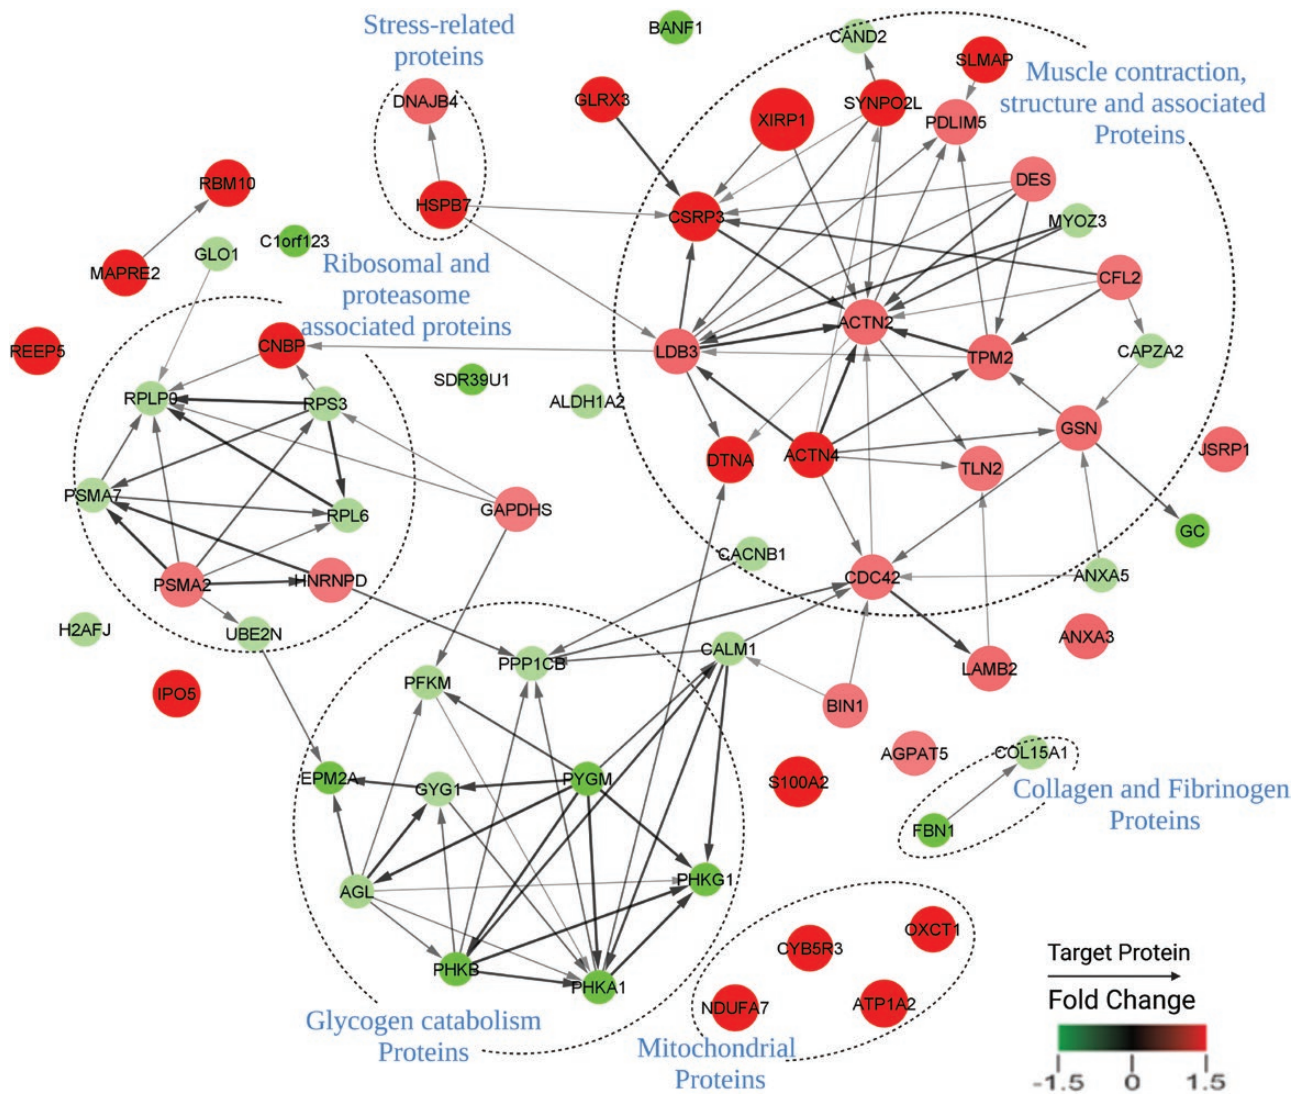 Stress-related
proteins
BANF1
CAND2
SLMAP
Muscle contraction,
structure and associated
Proteins
DNAJB4
GLRX3
XIRP1
SYNPO2L
PDLIM5
RBM10
HSPB7
CSRP3
DES
MYOZ3
GLO1
C1orf123
MAPRE2
Ribosomal and
proteasome
associated proteins
CFL2
REEP5
CNBP
LDB3
ACTN2
TPM2
CAPZA2
RPLP0
RPS3
SDR39U1
ALDH1A2
GSN
JSRP1
DTNA
ACTN4
TLN2
PSMA7
RPL6
GAPDHS
GC
PSMA2
HNRNPD
CACNB1
CDC42
ANXA5
H2AFJ
UBE2N
ANXA3
IPO5
PFKM
PPP1CB
CALM1
LAMB2
BIN1
EPM2A
GYG1
PYGM
S100A2
AGPAT5
COL15A1
Collagen and Fibrinogen
Proteins
FBN1
AGL
PHKG1
PHKB
PHKA1
CYB5R3
OXCT1
NDUFA7
ATP1A2
Glycogen catabolism
Proteins
Mitochondrial
Proteins
Target Protein
Fold Change
-1.5 0 1.5